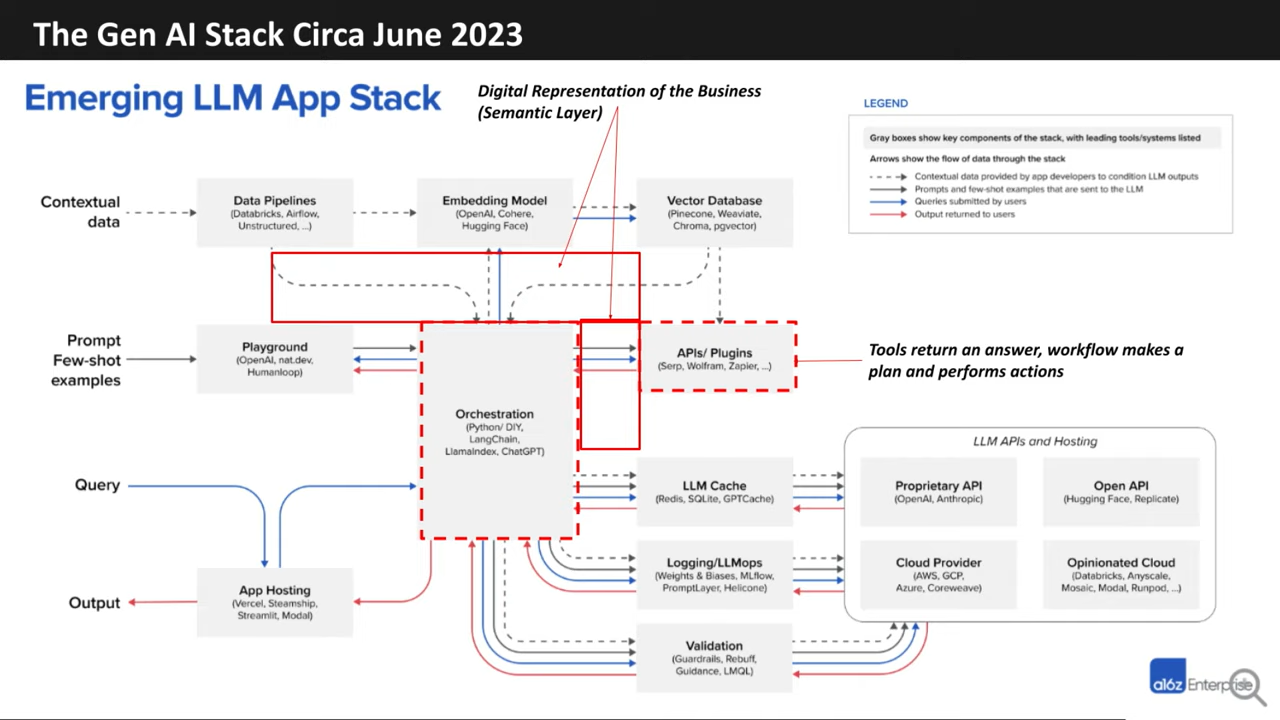 The Gen AI Stack Circa June 2023
Emerging LLM App Stack
Digital Representation of the Business
(Semantic Layer)
LEGEND
Gray boxes show key components of the stack, with leading tools/systems listed
Arrows show the flow of data through the stack
Contextual data provided by app developers to condition LLM outputs
Prompts and few-shot examples that are sent to the LLM
Queries submitted by users
Output returned to users
Contextual
data
Data Pipelines
(Databricks, Airflow,
Unstructured, ...)
Embedding Model
(OpenAI, Cohere,
Hugging Face)
Vector Database
(Pinecone, Weaviate,
Chroma, pgvector)
Prompt
Few-shot
examples
Playground
(OpenAI, nat.dev,
Humanloop)
Orchestration
(Python/ DIY,
LangChain,
LlamaIndex, ChatGPT)
APIs/ Plugins
(Serp, Wolfram, Zapier, ...)
Tools return an answer, workflow makes a
plan and performs actions
Query
Output
App Hosting
(Vercel, Steamship,
Streamlit, Modal)
LLM Cache
(Redis, SQLite, GPTCache)
Logging/LLMops
(Weights & Biases, MLflow,
PromptLayer, Helicone)
Validation
(Guardrails, Rebuff,
Guidance, LMQL)
LLM APIs and Hosting
Proprietary API
(OpenAI, Anthropic)
Open API
(Hugging Face, Replicate)
Cloud Provider
(AWS, GCP,
Azure, Coreweave)
Opinionated Cloud
(Databricks, Anyscale,
Mosaic, Modal, Runpod, ...)
a16z Enterprise